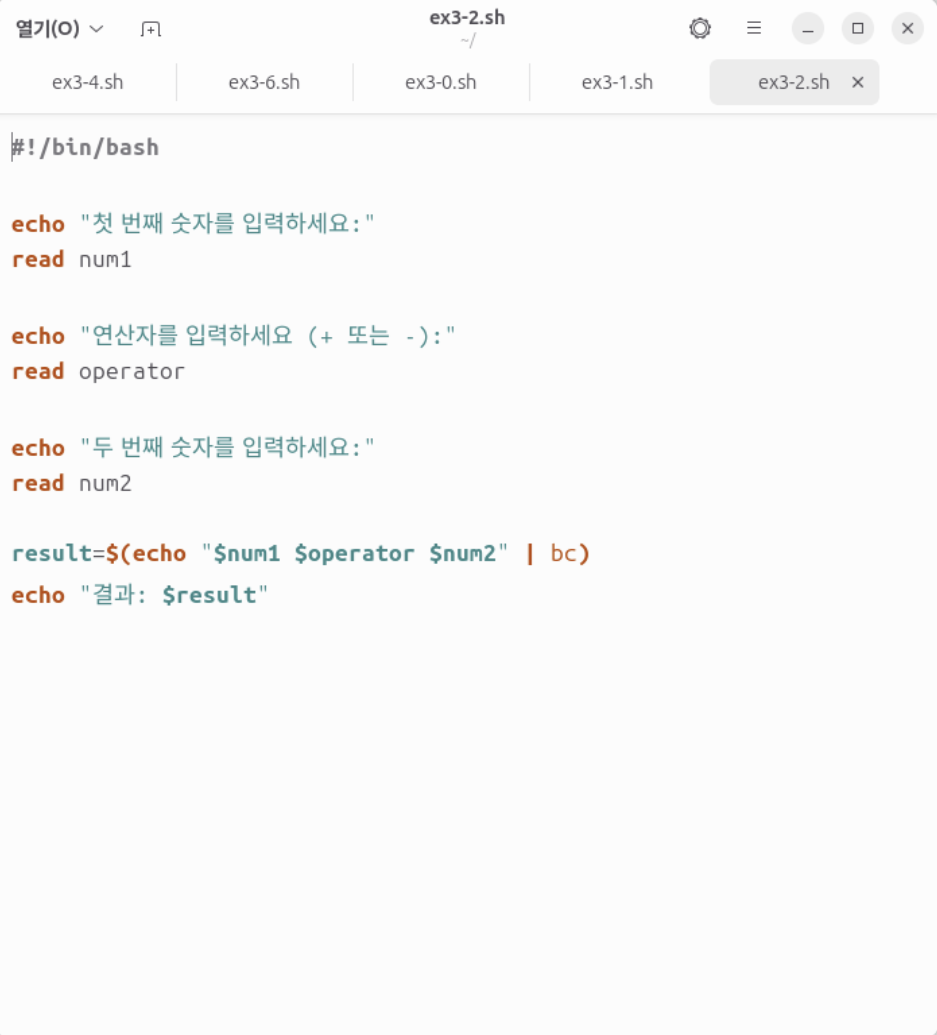 열기(O)
ex3-2.sh
~/
ex3-4.sh ex3-6.sh ex3-0.sh ex3-1.sh ex3-2.sh
#!/bin/bash
echo "첫 번째 숫자를 입력하세요:"
read num1
echo "연산자를 입력하세요 (+ 또는 -):"
read operator
echo "두 번째 숫자를 입력하세요:"
read num2
result=$(echo "$num1 $operator $num2" | bc)
echo "결과: $result"